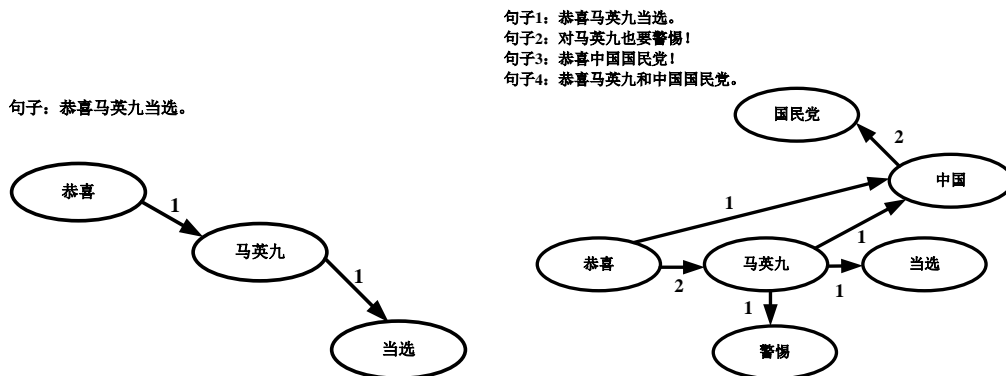 句子：恭喜马英九当选。
恭喜
1
马英九
1
当选
句子1：恭喜马英九当选。
句子2：对马英九也要警惕！
句子3：恭喜中国国民党！
句子4：恭喜马英九和中国国民党。
国民党
2
中国
1
1
恭喜
2
马英九
1
当选
1
警惕